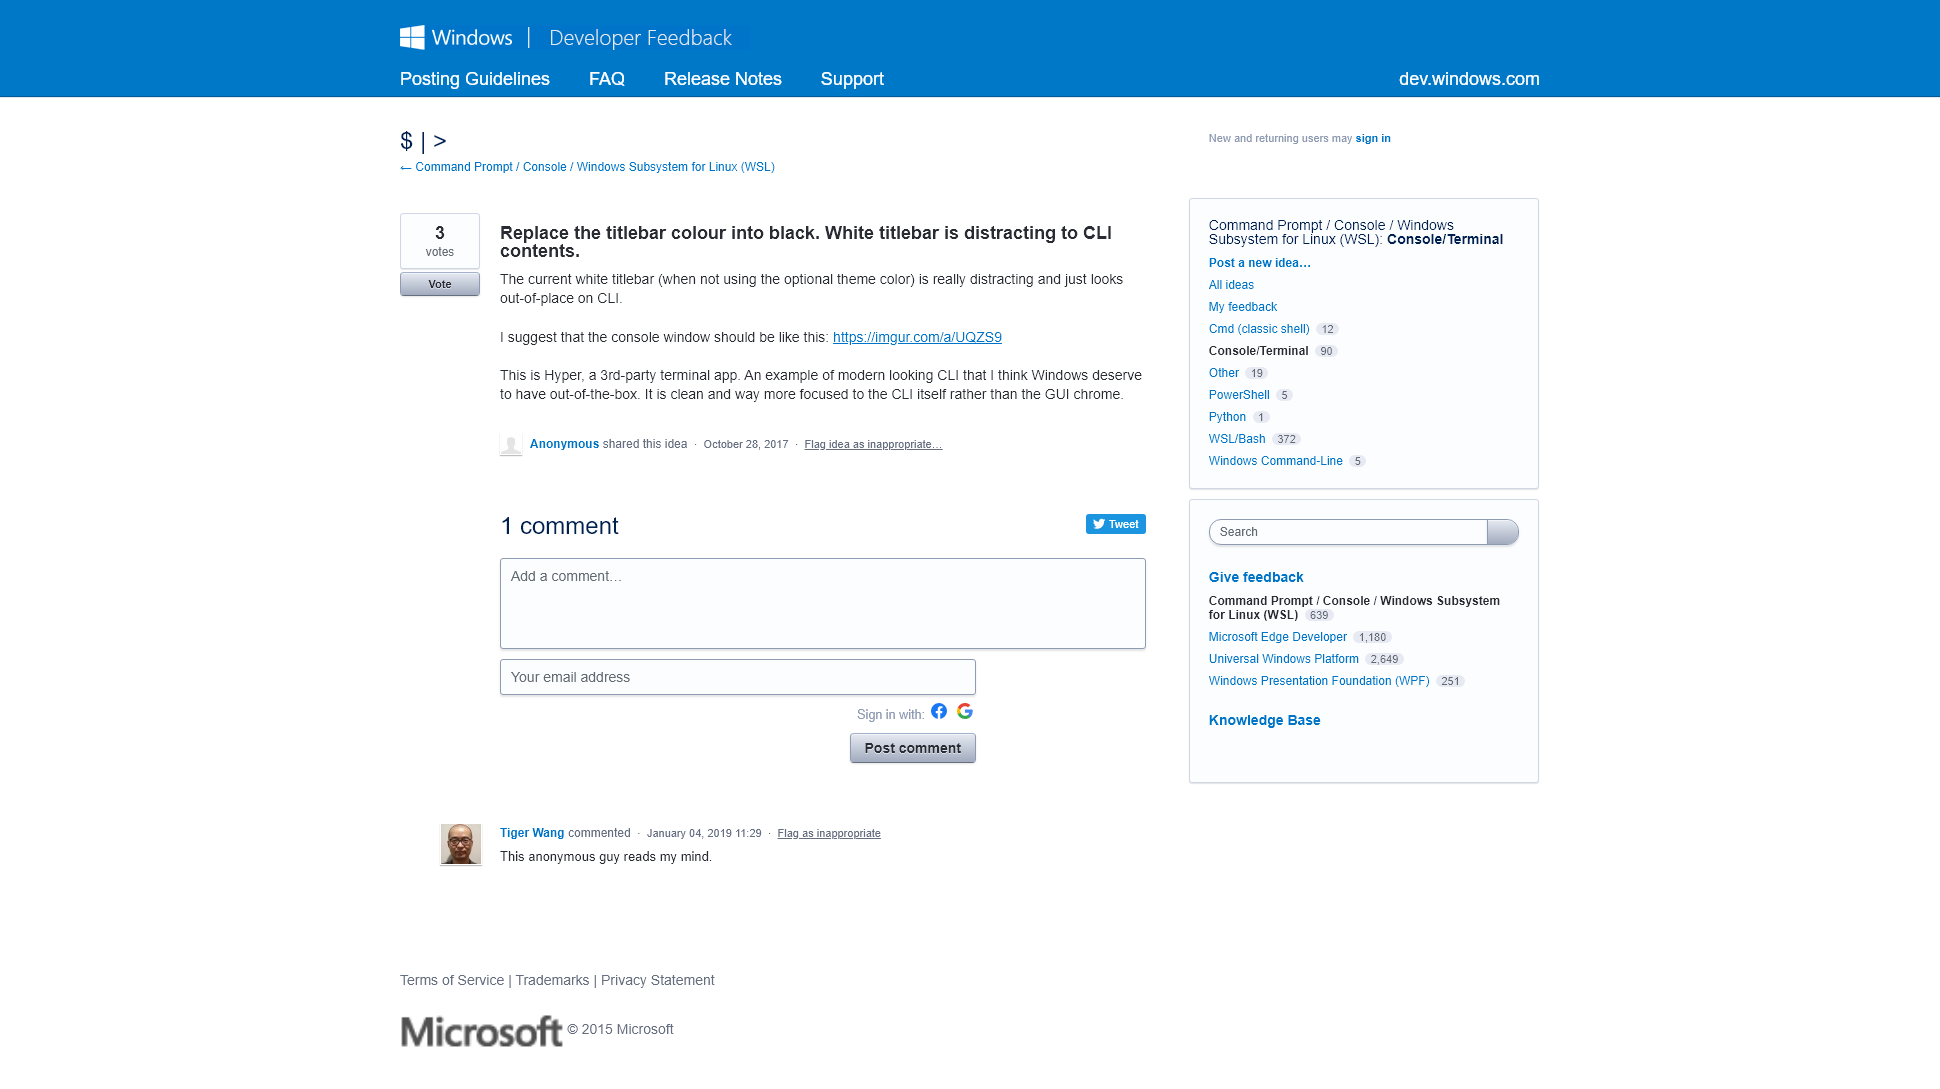 Windows | Developer Feedback
Posting Guidelines FAQ Release Notes Support dev.windows.com
$ | >
← Command Prompt / Console / Windows Subsystem for Linux (WSL)
New and returning users may sign in
3
votes
Vote
Replace the titlebar colour into black. White titlebar is distracting to CLI
contents.
The current white titlebar (when not using the optional theme color) is really distracting and just looks
out-of-place on CLI.
I suggest that the console window should be like this: https://imgur.com/a/UQZS9
This is Hyper, a 3rd-party terminal app. An example of modern looking CLI that I think Windows deserve
to have out-of-the-box. It is clean and way more focused to the CLI itself rather than the GUI chrome.
Anonymous shared this idea · October 28, 2017 · Flag idea as inappropriate…
1 comment
Tweet
Add a comment…
Your email address
Sign in with:
Post comment
Tiger Wang commented · January 04, 2019 11:29 · Flag as inappropriate
This anonymous guy reads my mind.
Command Prompt / Console / Windows
Subsystem for Linux (WSL): Console/Terminal
Post a new idea…
All ideas
My feedback
Cmd (classic shell) 12
Console/Terminal 90
Other 19
PowerShell 5
Python 1
WSL/Bash 372
Windows Command-Line 5
Search
Give feedback
Command Prompt / Console / Windows Subsystem
for Linux (WSL) 639
Microsoft Edge Developer 1,180
Universal Windows Platform 2,649
Windows Presentation Foundation (WPF) 251
Knowledge Base
Terms of Service | Trademarks | Privacy Statement
Microsoft © 2015 Microsoft